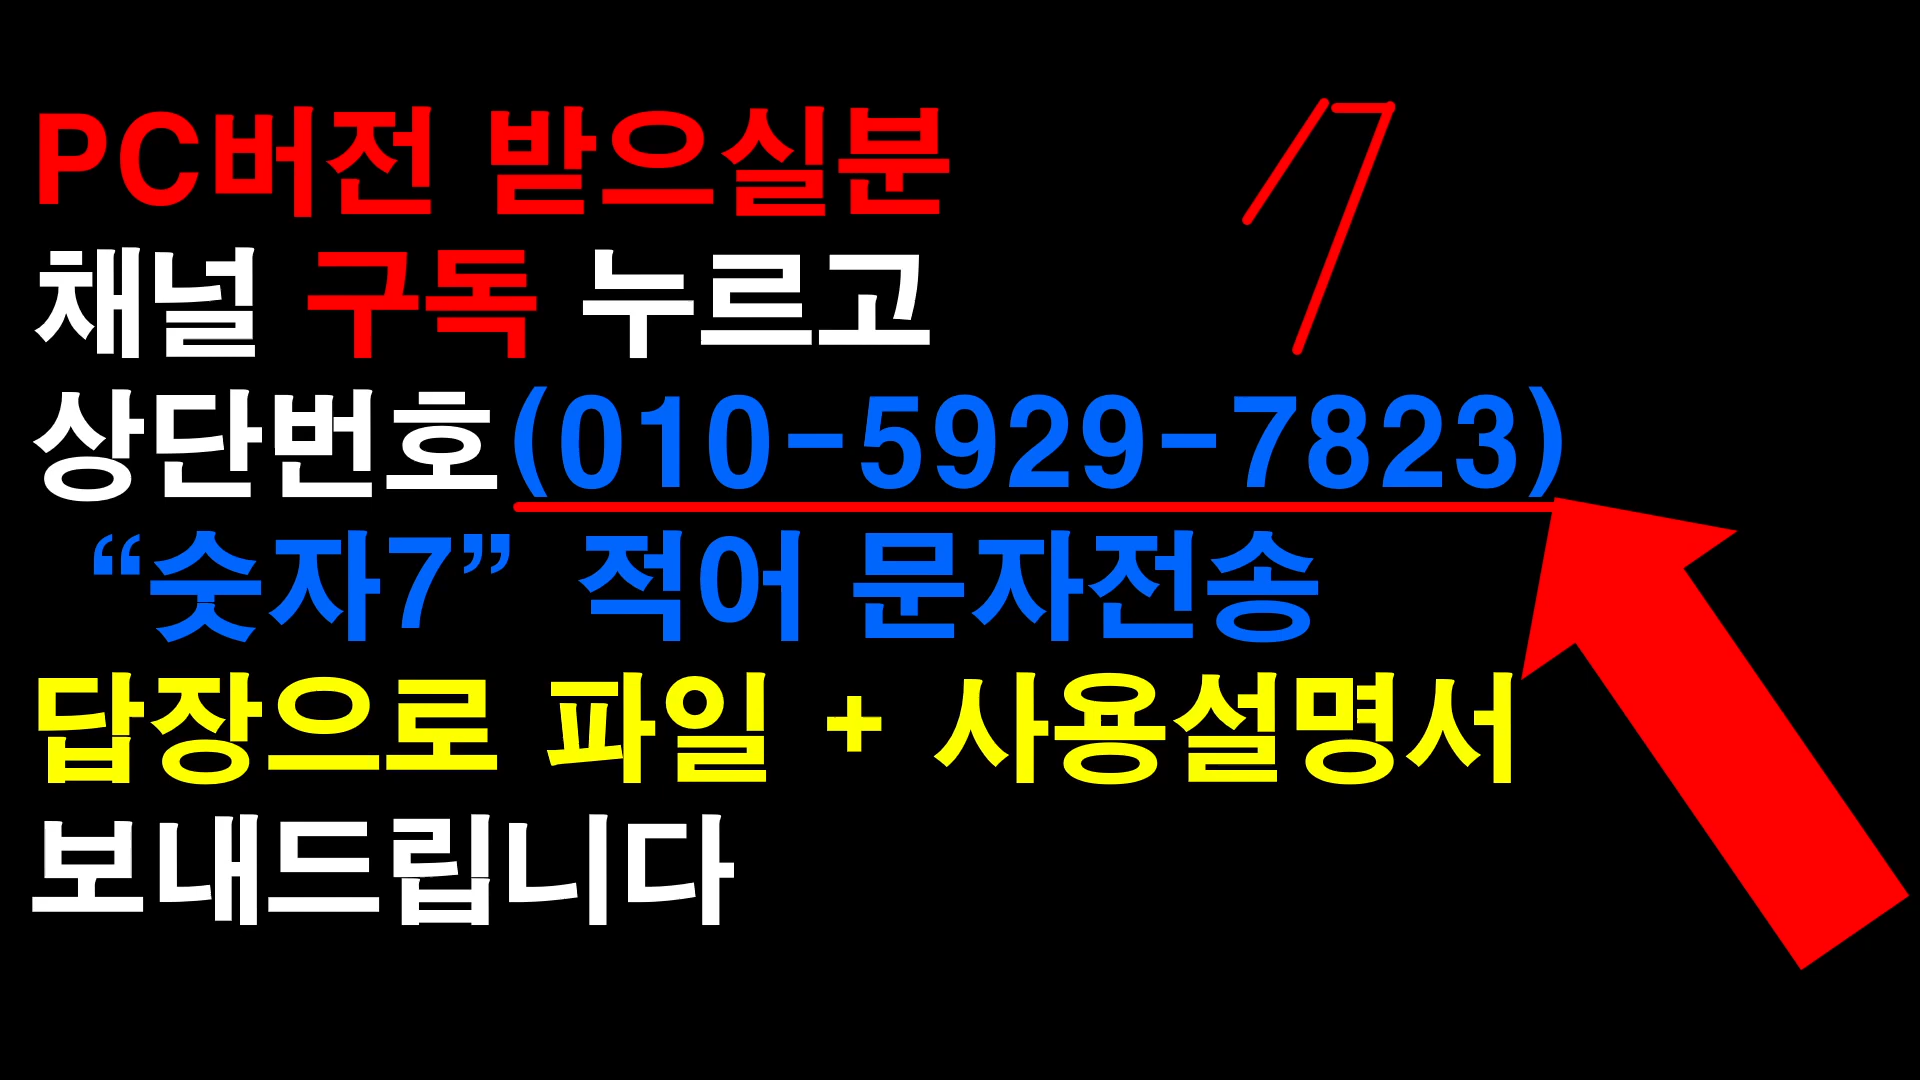 PC버전 받으실분
채널 구독 누르고
상단번호(010-5929-7823)
“숫자7” 적어 문자전송
답장으로 파일 + 사용설명서
보내드립니다
7